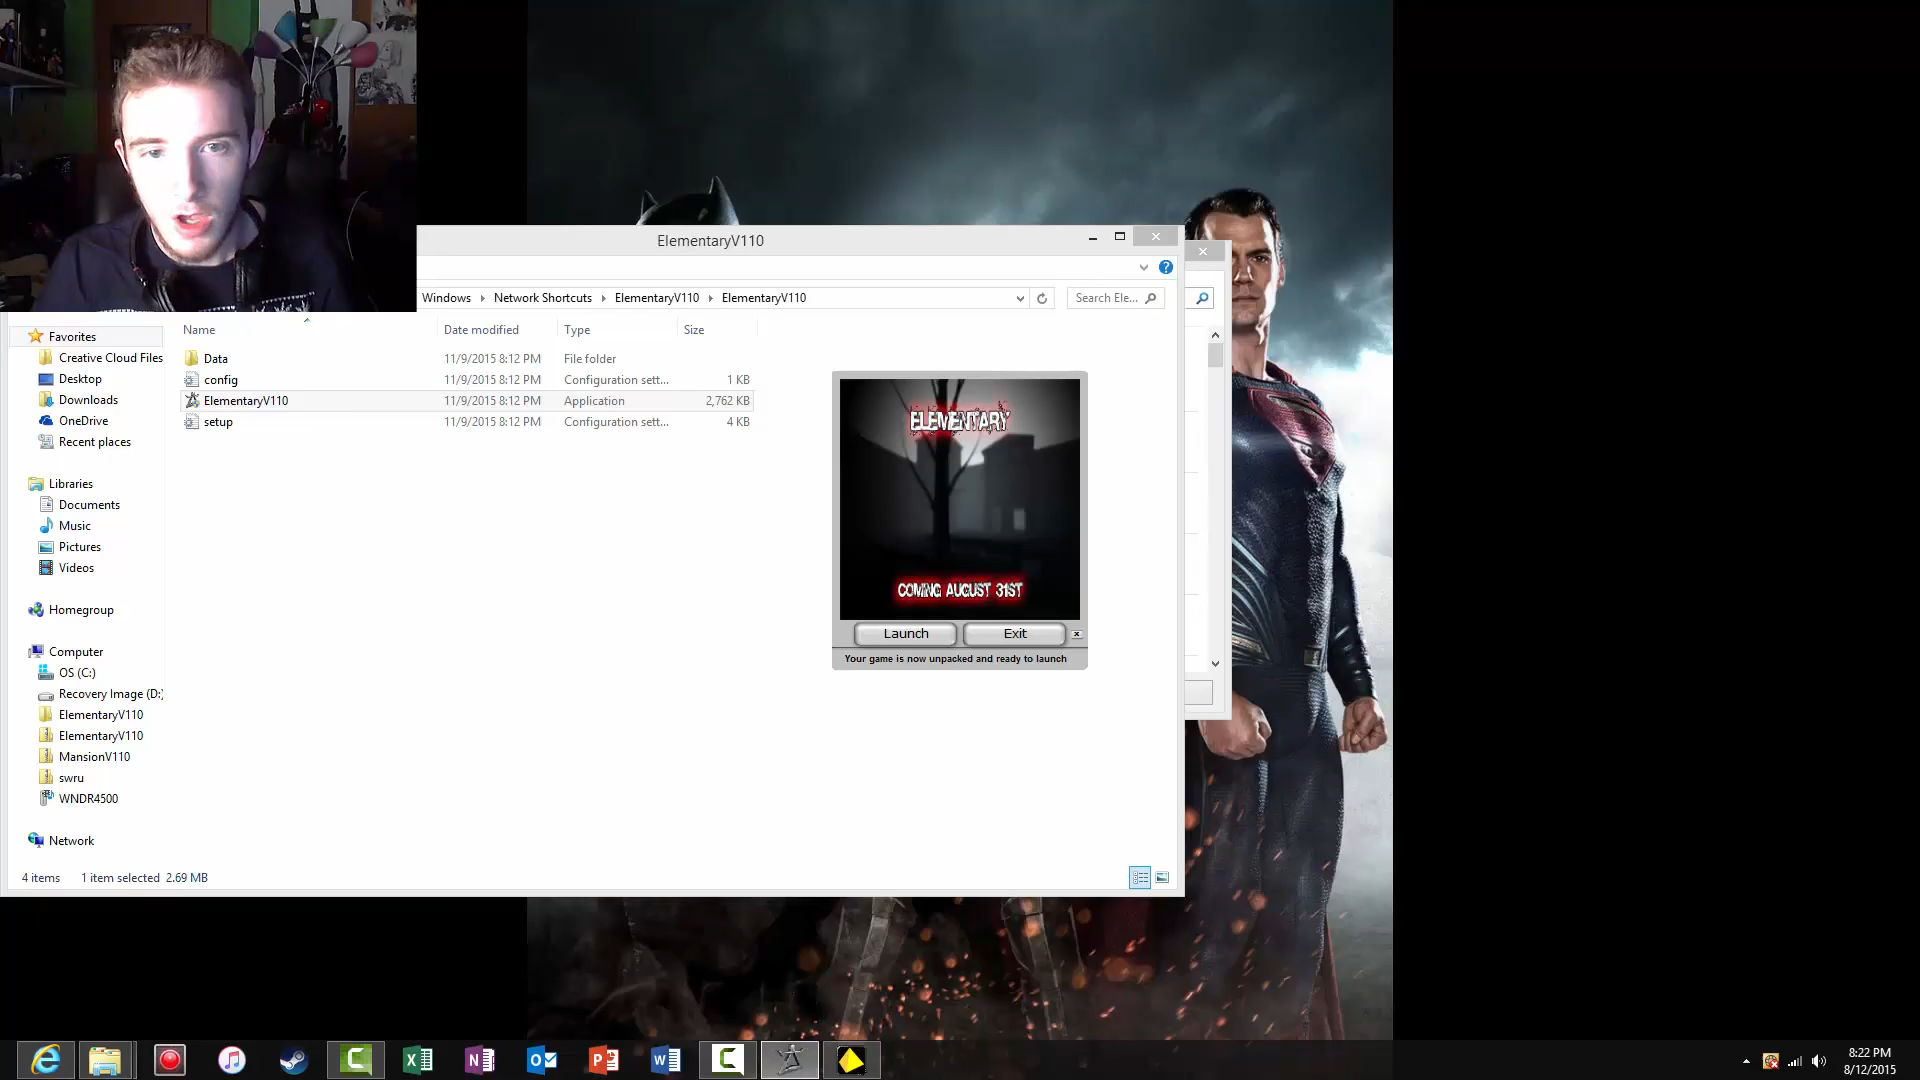 ElementaryV110
Windows
Network Shortcuts
ElementaryV110
ElementaryV110
Search Ele...
Name
Date modified
Type
Size
Favorites
Creative Cloud Files
Desktop
Downloads
OneDrive
Recent places
Libraries
Documents
Music
Pictures
Videos
Homegroup
Computer
OS (C:)
Recovery Image (D:)
ElementaryV110
ElementaryV110
MansionV110
swru
WNDR4500
Network
Data 11/9/2015 8:12 PM File folder
config 11/9/2015 8:12 PM Configuration sett... 1 KB
ElementaryV110 11/9/2015 8:12 PM Application 2,762 KB
setup 11/9/2015 8:12 PM Configuration sett... 4 KB
ELEMENTARY
COMING AUGUST 31ST
Launch
Exit
Your game is now unpacked and ready to launch
4 items 1 item selected 2.69 MB
8:22 PM
8/12/2015